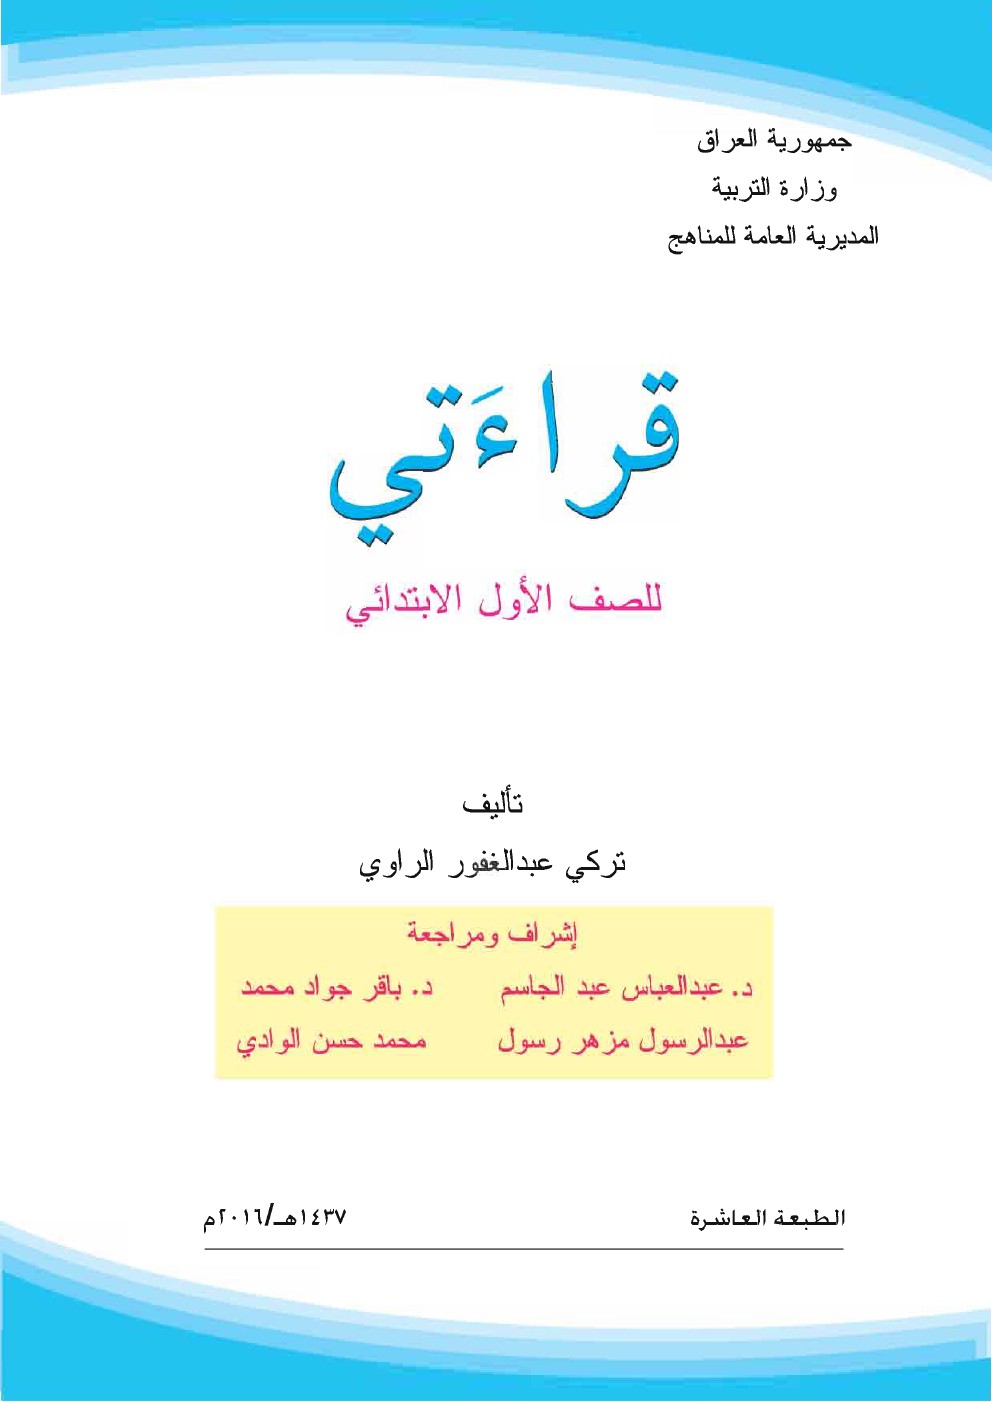 جمهورية العراق
وزارة التربية
المديرية العامة للمناهج
قراءَتي
للصف الأول الابتدائي
تأليف
تركي عبدالغفور الراوي
إشراف ومراجعة
د. عبدالعباس عبد الجاسم د. باقر جواد محمد
عبدالرسول مزهر رسول محمد حسن الوادي
الطبعة العاشرة ١٤٣٧هـ/٢٠١٦م